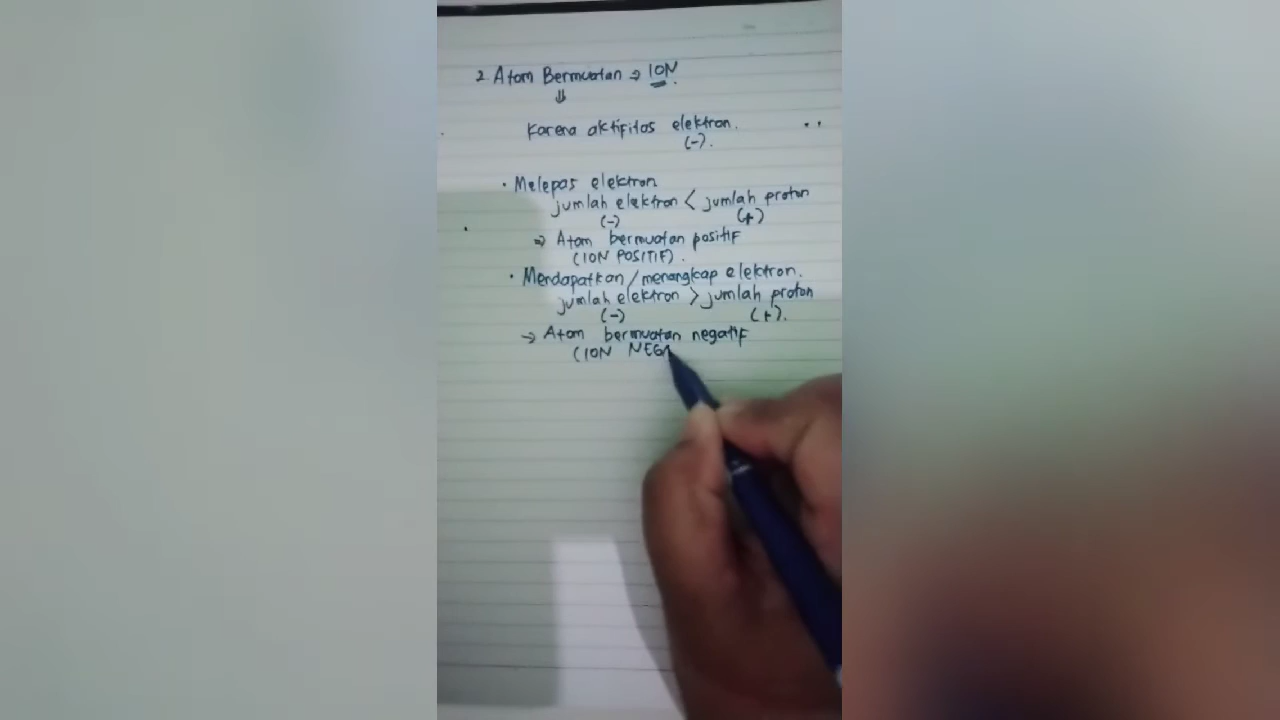 2 Atom Bermuatan => ION.
⇓
Karena aktifitas elektron.
(-).
• Melepas elektron
jumlah elektron < jumlah proton
(-) (+)
=> Atom bermuatan positif
(ION POSITIF).
• Mendapatkan/menangkap elektron.
jumlah elektron > jumlah proton
(-) (+).
→ Atom bermuatan negatif
(ION NEGA